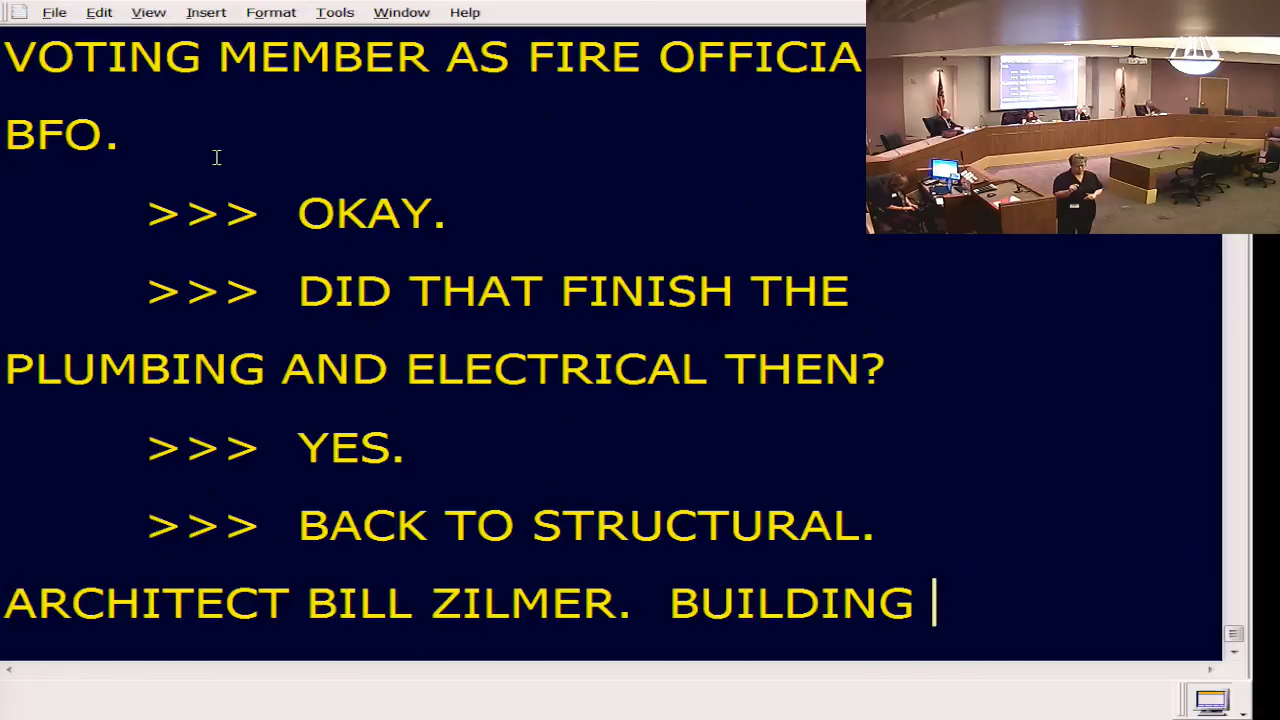 File Edit View Insert Format Tools Window Help
VOTING MEMBER AS FIRE OFFICIA
BFO.
>>> OKAY.
>>> DID THAT FINISH THE
PLUMBING AND ELECTRICAL THEN?
>>> YES.
>>> BACK TO STRUCTURAL.
ARCHITECT BILL ZILMER. BUILDING